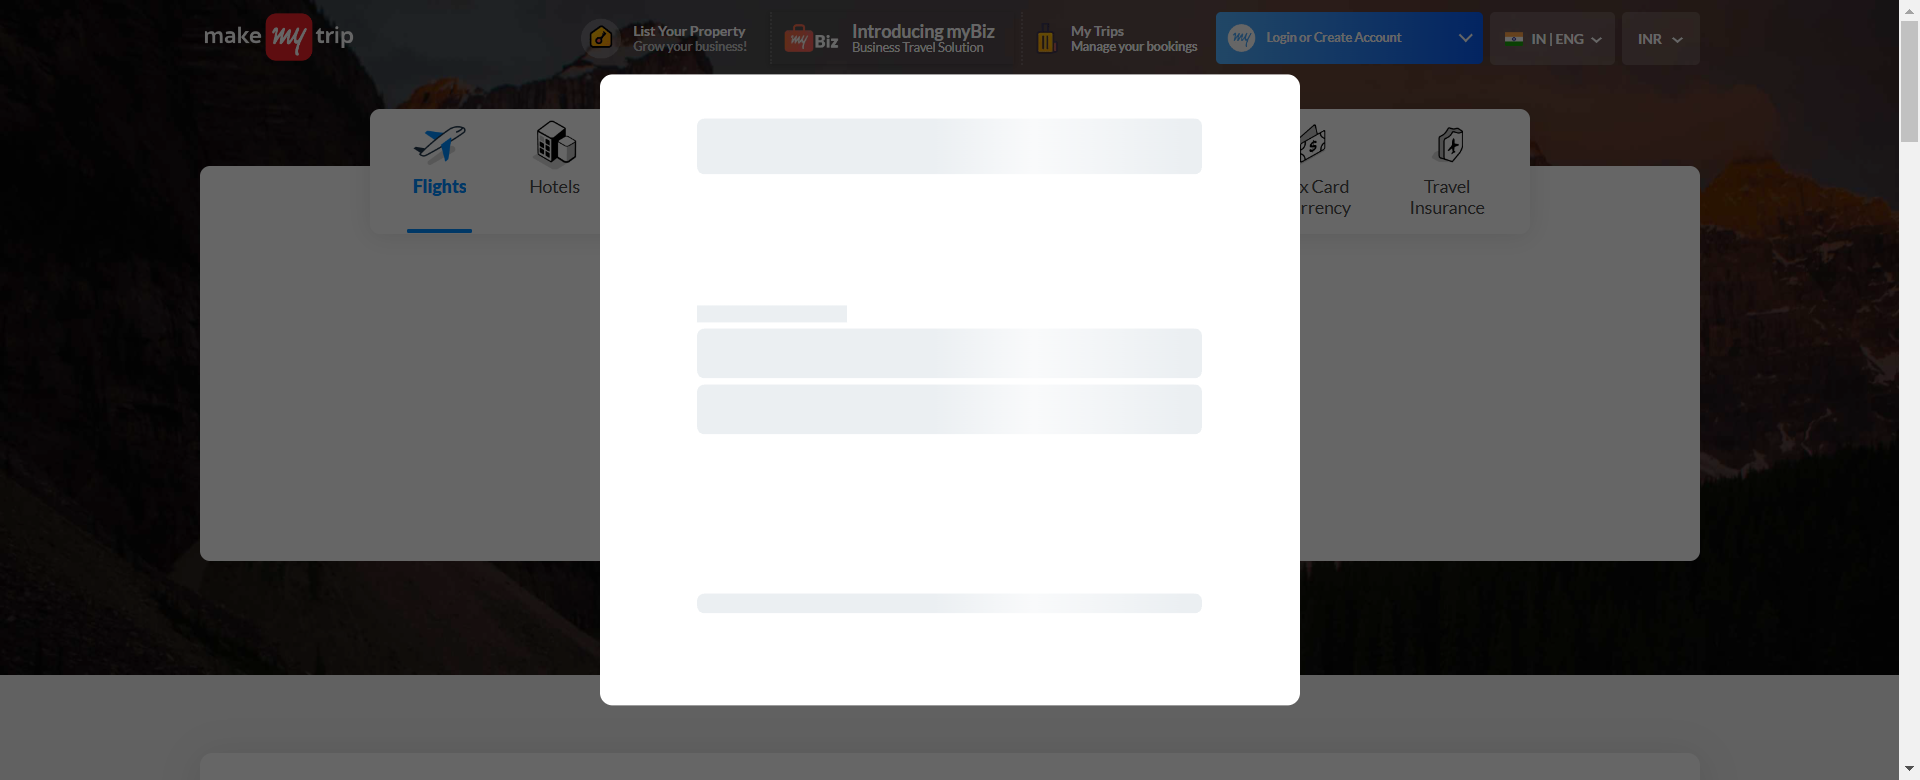 make my trip
List Your Property
Grow your business!
my Biz
Introducing myBiz
Business Travel Solution
My Trips
Manage your bookings
my
Login or Create Account
IN | ENG
INR
Flights
Hotels
x Card
rrency
Travel
Insurance